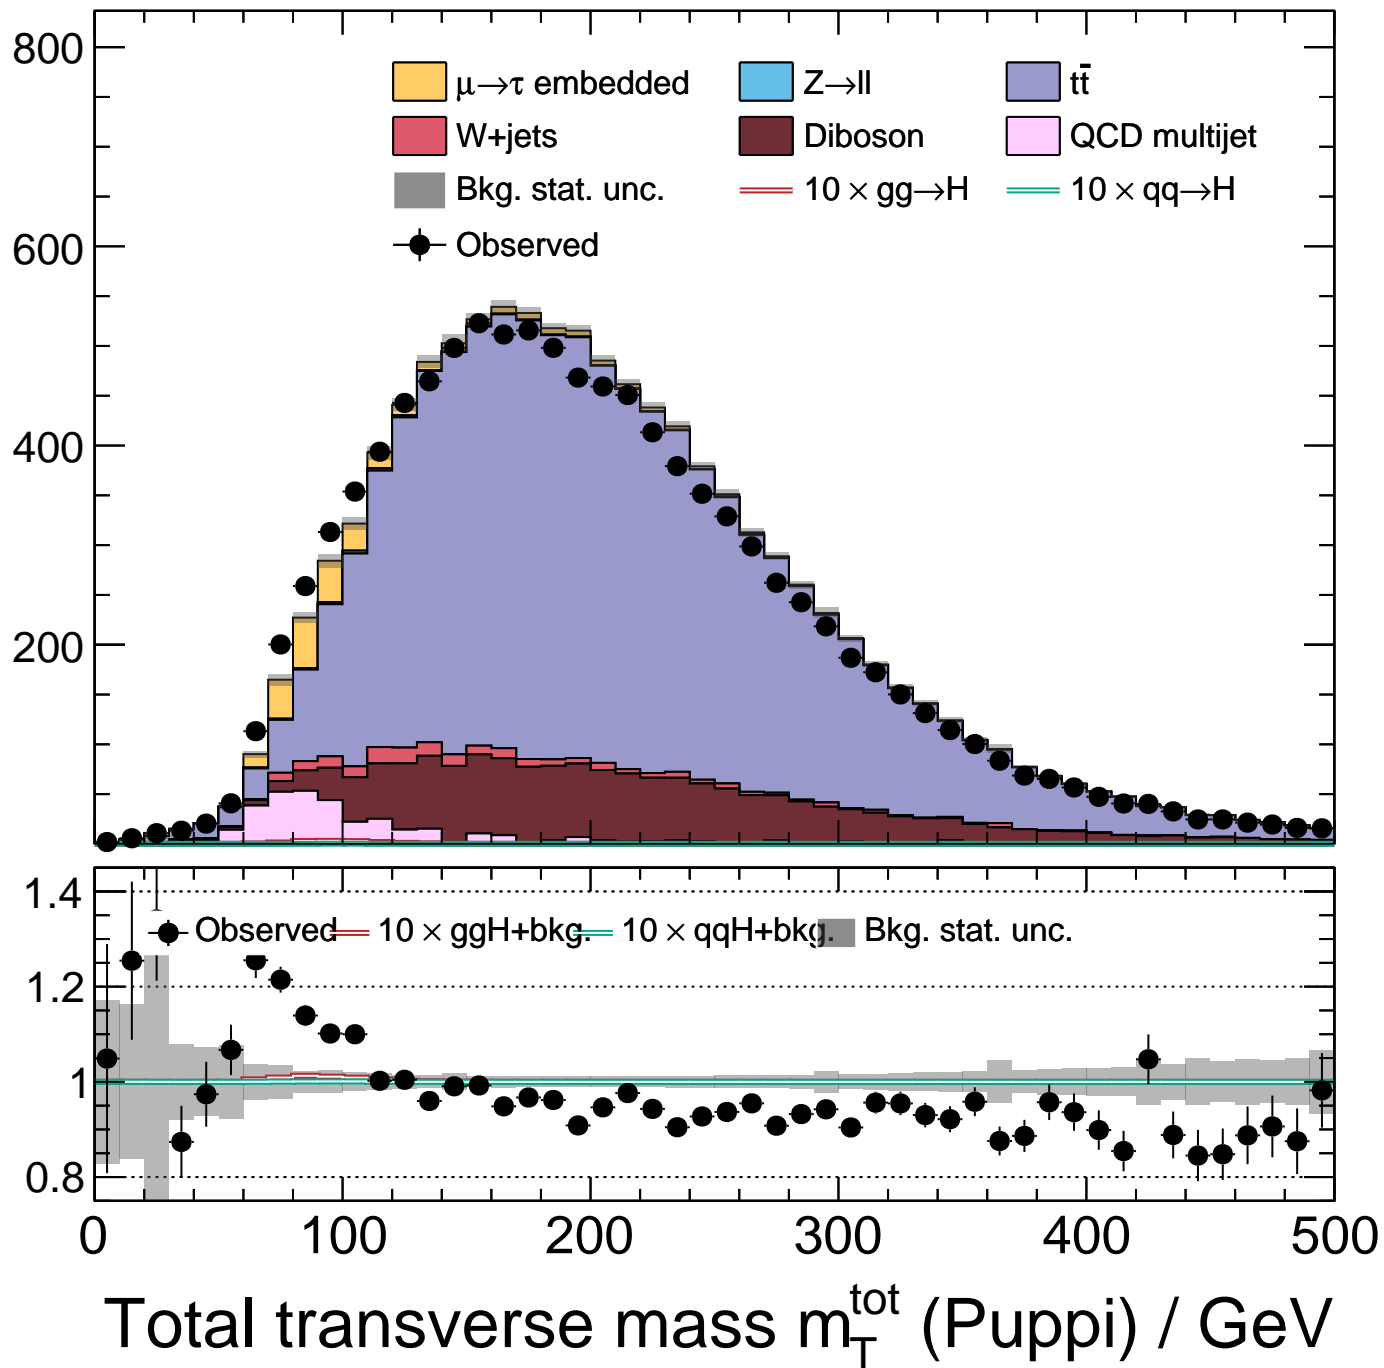 800
600
400
200
μ→τ embedded
Z→ll
tt̄
W+jets
Diboson
QCD multijet
Bkg. stat. unc.
10 × gg→H
10 × qq→H
Observed
1.4
1.2
1
0.8
Observed
10 × ggH+bkg.
10 × qqH+bkg.
Bkg. stat. unc.
0 100 200 300 400 500
Total transverse mass m_T^tot (Puppi) / GeV